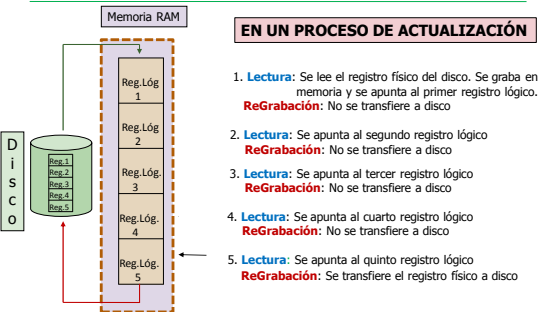 Memoria RAM
EN UN PROCESO DE ACTUALIZACIÓN
Disco
Reg.1
Reg.2
Reg.3
Reg.4
Reg.5
Reg.Lóg
1
Reg.Lóg
2
Reg.Lóg.
3
Reg.Lóg.
4
Reg.Lóg.
5
1. Lectura: Se lee el registro físico del disco. Se graba en
memoria y se apunta al primer registro lógico.
ReGrabación: No se transfiere a disco
2. Lectura: Se apunta al segundo registro lógico
ReGrabación: No se transfiere a disco
3. Lectura: Se apunta al tercer registro lógico
ReGrabación: No se transfiere a disco
4. Lectura: Se apunta al cuarto registro lógico
ReGrabación: No se transfiere a disco
5. Lectura: Se apunta al quinto registro lógico
ReGrabación: Se transfiere el registro físico a disco